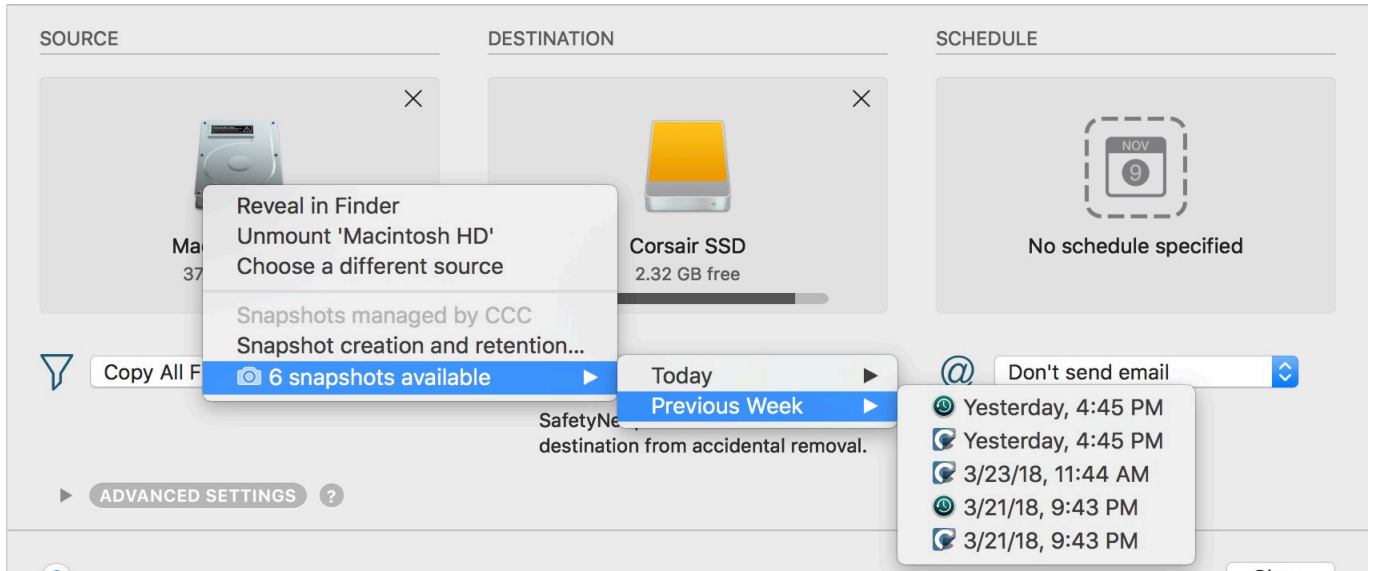 SOURCE
DESTINATION
SCHEDULE
NOV
9
Reveal in Finder
Unmount 'Macintosh HD'
Choose a different source
Snapshots managed by CCC
Snapshot creation and retention...
6 snapshots available
Mac
37
Corsair SSD
2.32 GB free
No schedule specified
Copy All F
Today
Previous Week
Don't send email
Yesterday, 4:45 PM
Yesterday, 4:45 PM
3/23/18, 11:44 AM
3/21/18, 9:43 PM
3/21/18, 9:43 PM
SafetyNe
destination from accidental removal.
ADVANCED SETTINGS ?